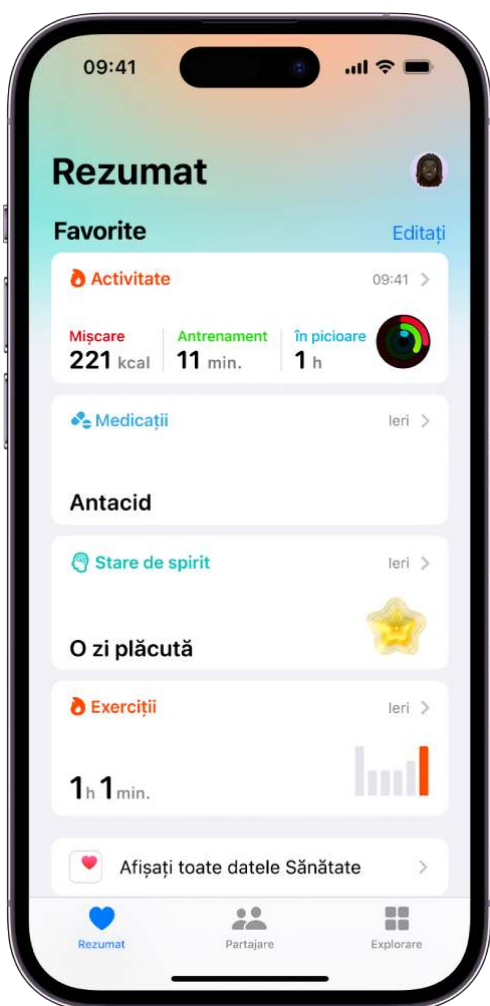 09:41
Rezumat
Favorite Editați
Activitate 09:41
Mișcare Antrenament în picioare
221 kcal 11 min. 1 h
Medicații Ieri
Antacid
Stare de spirit Ieri
O zi plăcută
Exerciții Ieri
1 h 1 min.
Afișați toate datele Sănătate
Rezumat Partajare Explorare